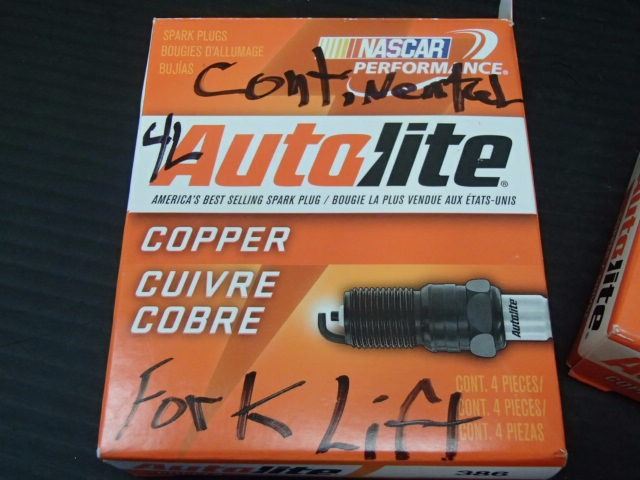 SPARK PLUGS
BOUGIES D'ALLUMAGE
BUJÍAS
NASCAR
PERFORMANCE®
Continental
4L
Autolite®
AMERICA'S BEST SELLING SPARK PLUG / BOUGIE LA PLUS VENDUE AUX ÉTATS-UNIS
COPPER
CUIVRE
COBRE
Autolite
Fork Lift
CONT. 4 PIECES/
CONT. 4 PIECES/
CONT. 4 PIEZAS
Autolite
386
Autolite